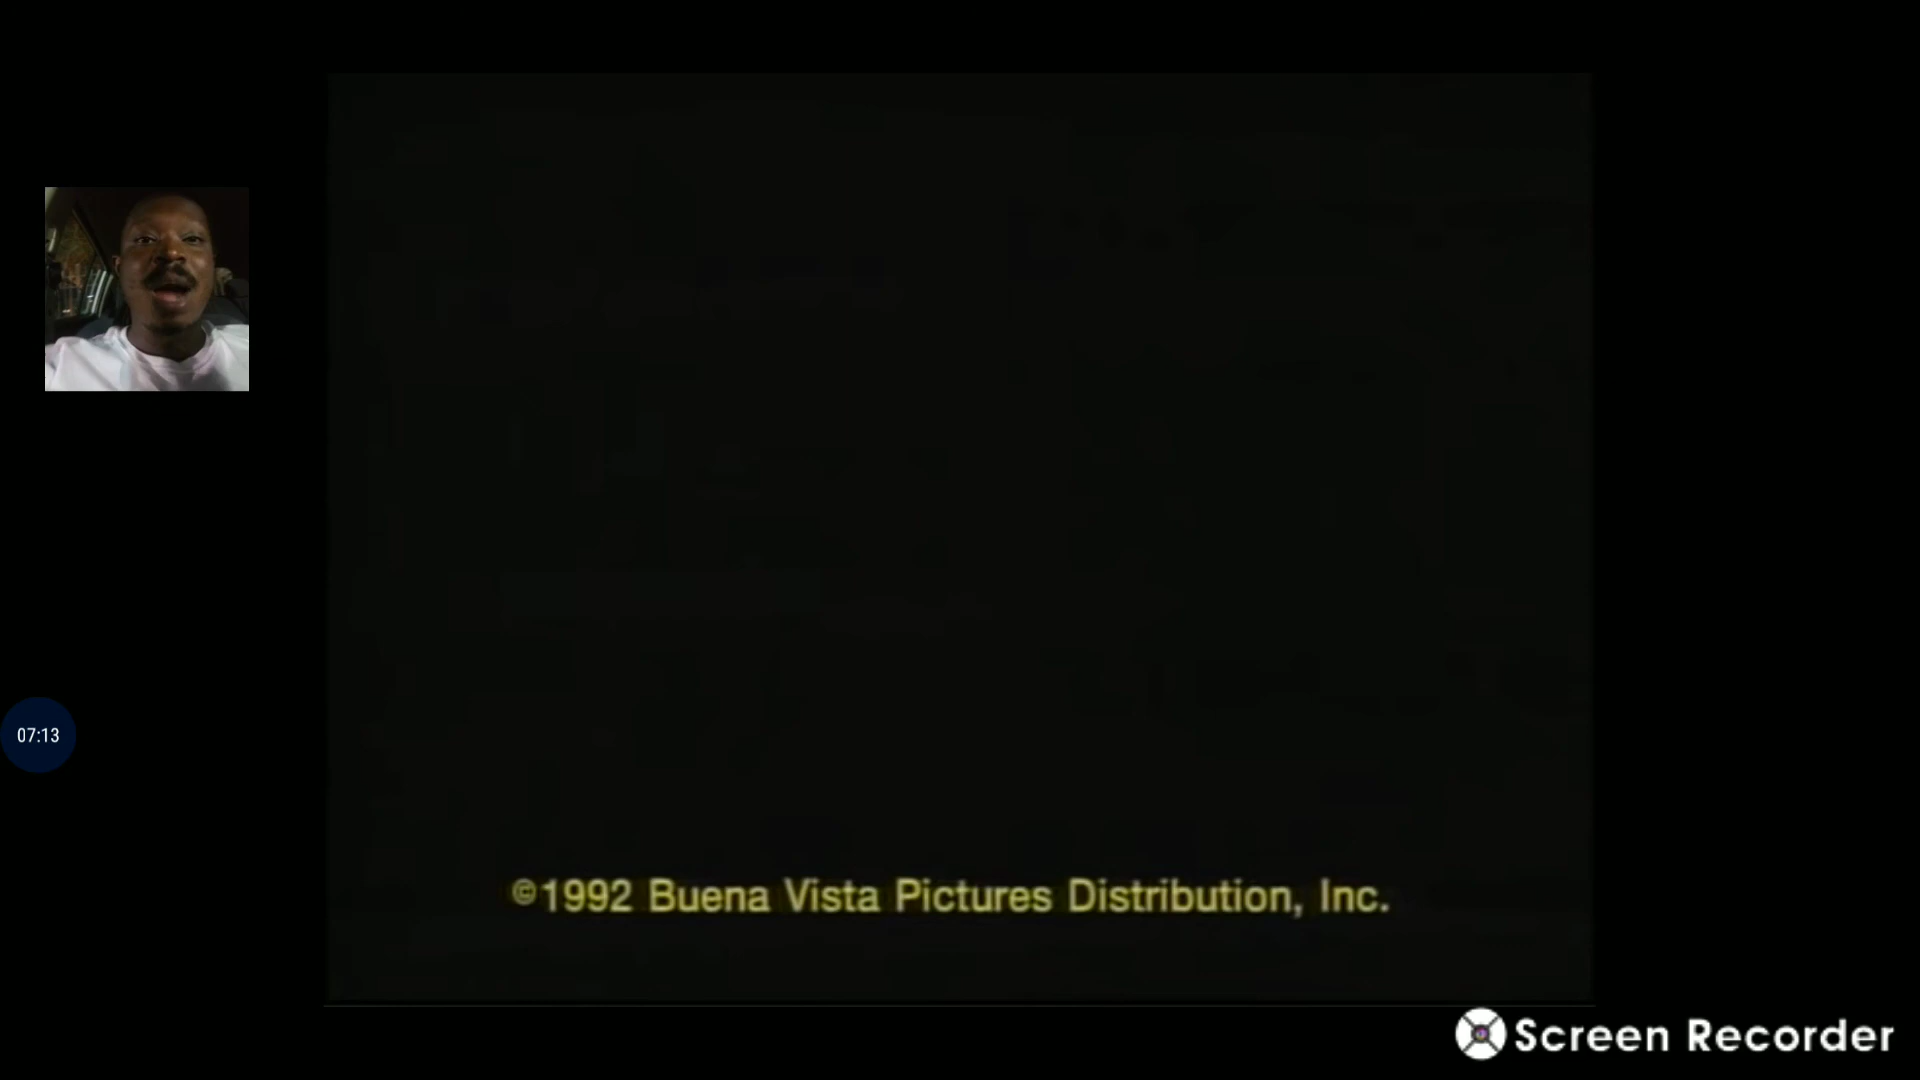 07:13
©1992 Buena Vista Pictures Distribution, Inc.
Screen Recorder